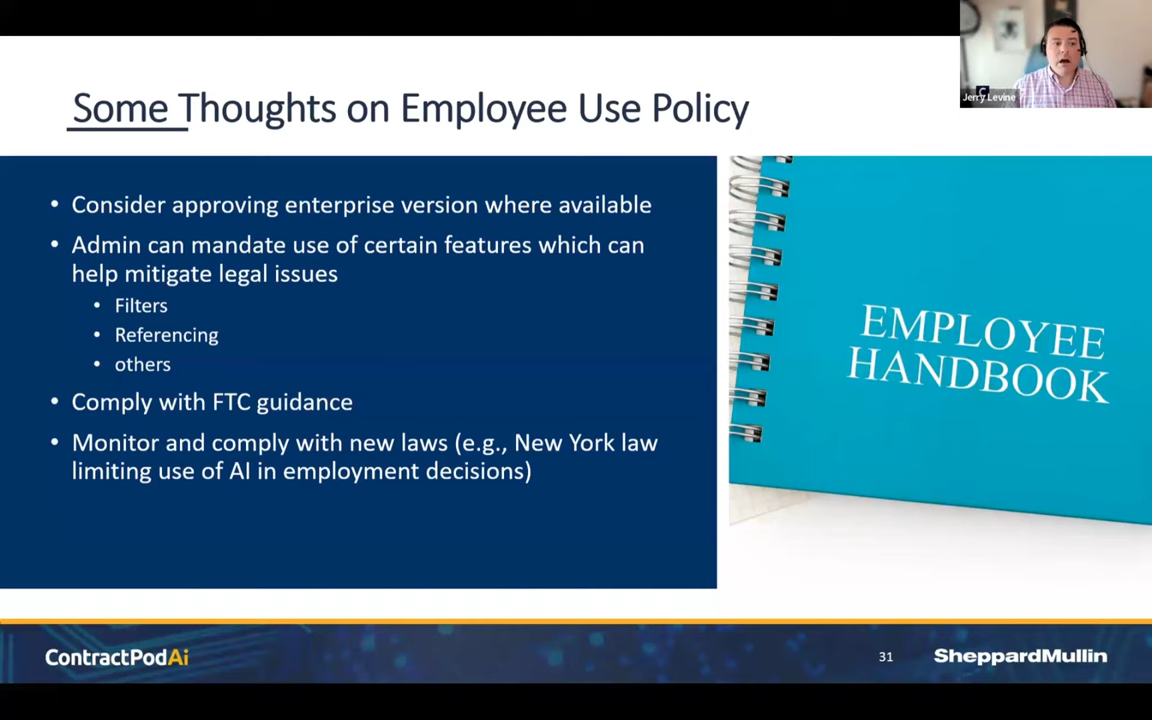 Jerry Levine
Some Thoughts on Employee Use Policy
• Consider approving enterprise version where available
• Admin can mandate use of certain features which can
help mitigate legal issues
• Filters
• Referencing
• others
• Comply with FTC guidance
• Monitor and comply with new laws (e.g., New York law
limiting use of AI in employment decisions)
EMPLOYEE
HANDBOOK
ContractPodAi
31
SheppardMullin